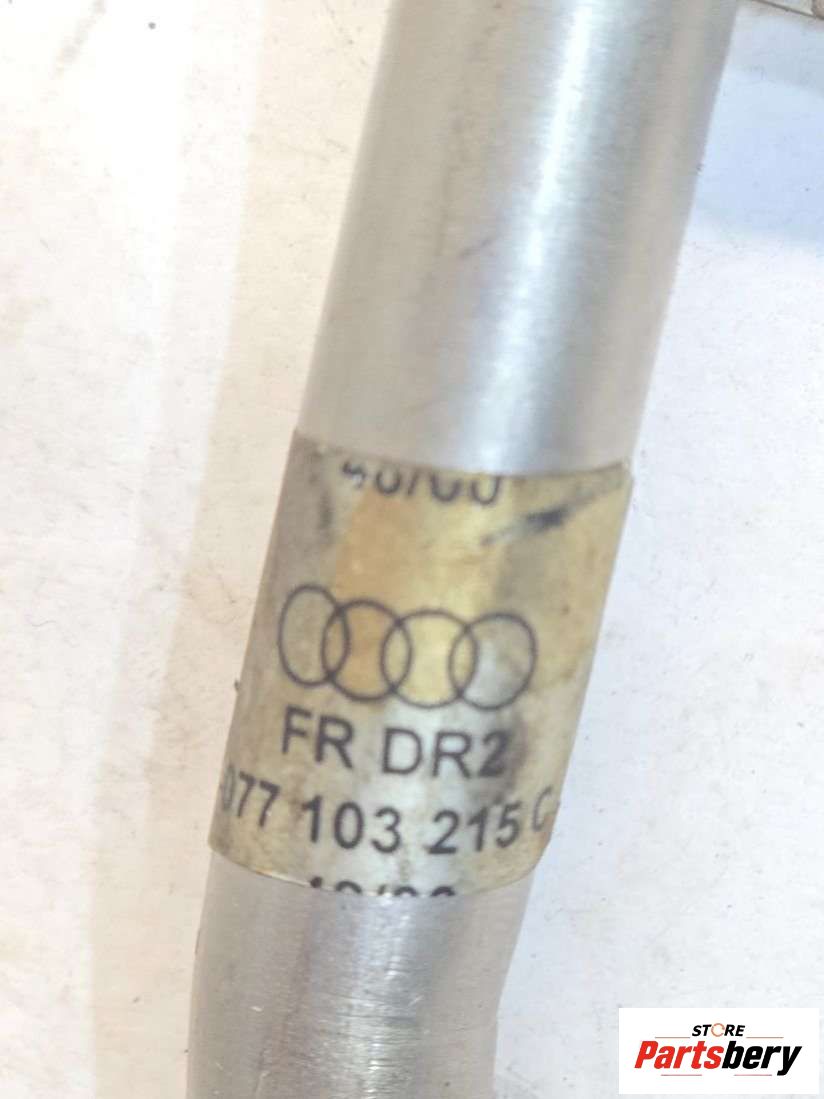 FR DR2
077 103 215 C
STORE
Partsbery